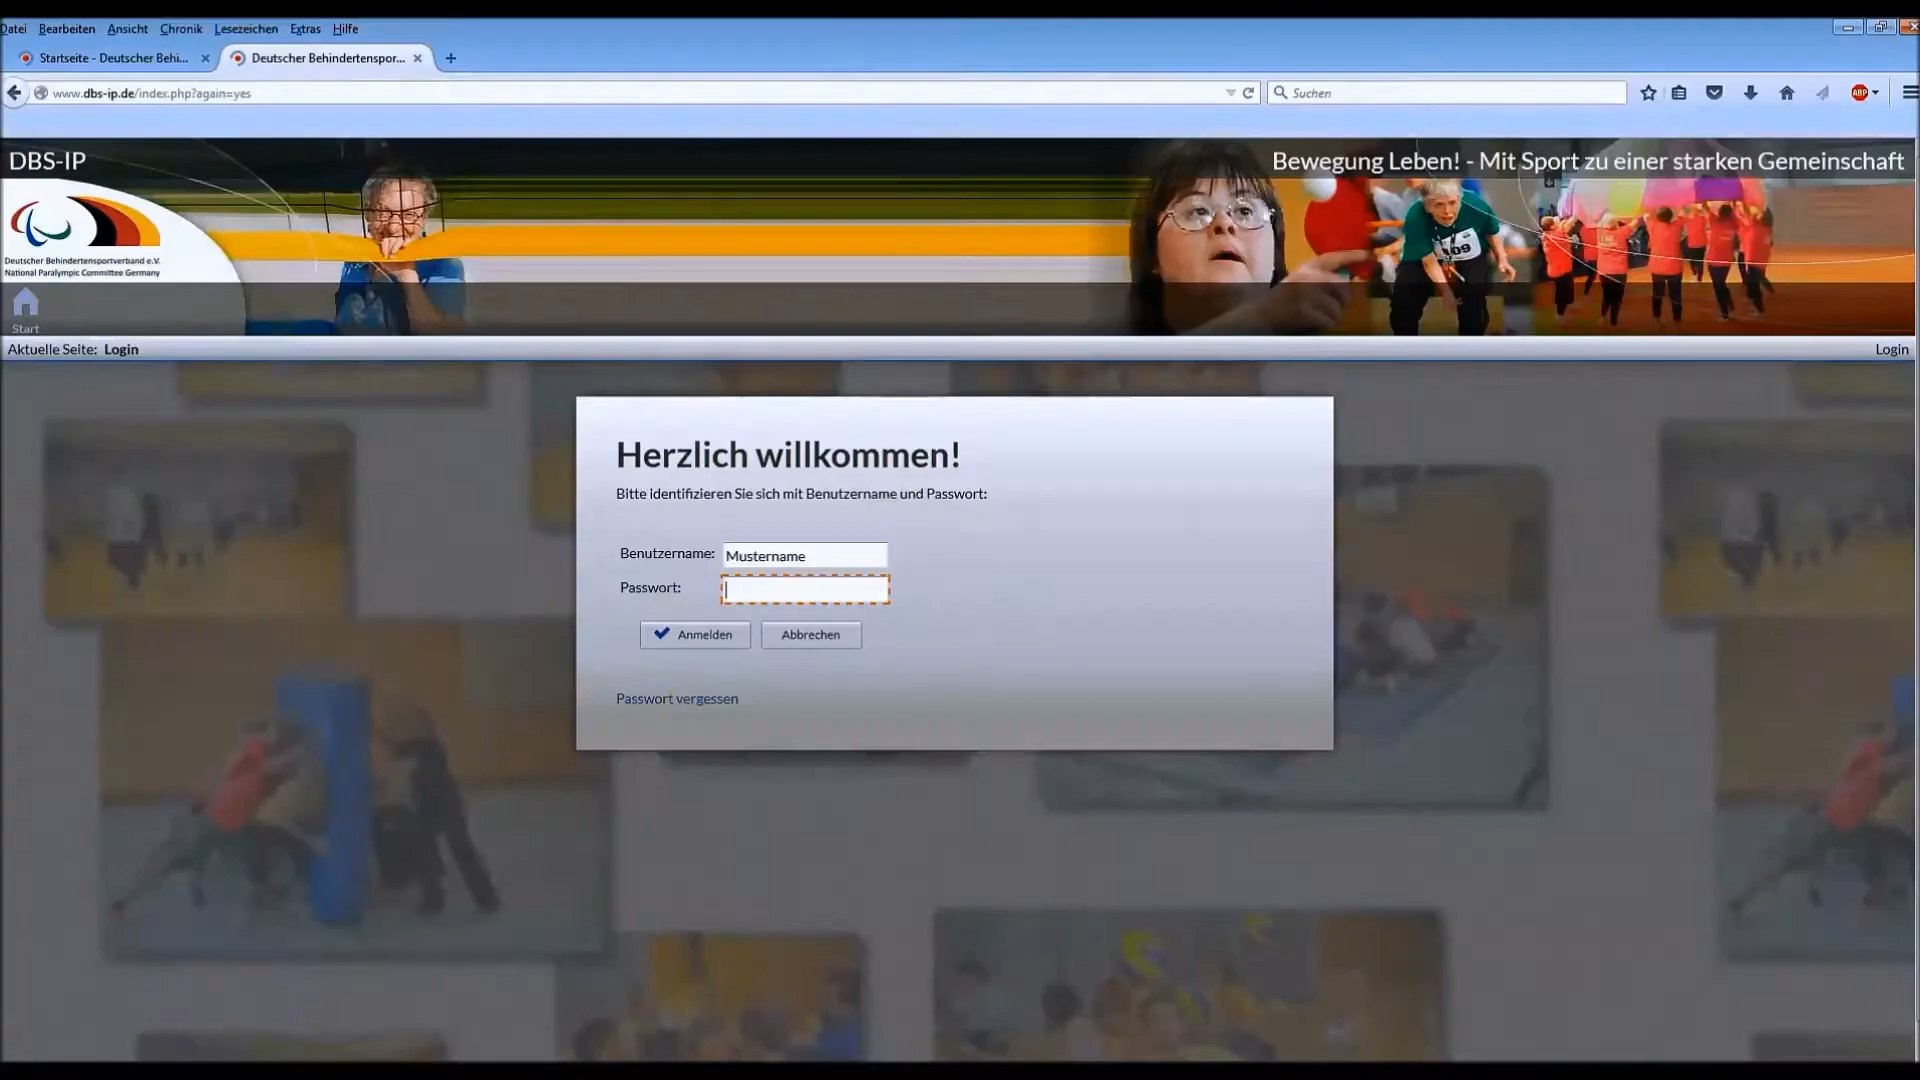 Datei Bearbeiten Ansicht Chronik Lesezeichen Extras Hilfe
Startseite - Deutscher Behi... Deutscher Behindertenspor...
www.dbs-ip.de/index.php?again=yes Suchen ABP
DBS-IP Bewegung Leben! - Mit Sport zu einer starken Gemeinschaft
109
Deutscher Behindertensportverband e.V.
National Paralympic Committee Germany
Start
Aktuelle Seite: Login Login
Herzlich willkommen!
Bitte identifizieren Sie sich mit Benutzername und Passwort:
Benutzername: Mustername
Passwort:
Anmelden Abbrechen
Passwort vergessen